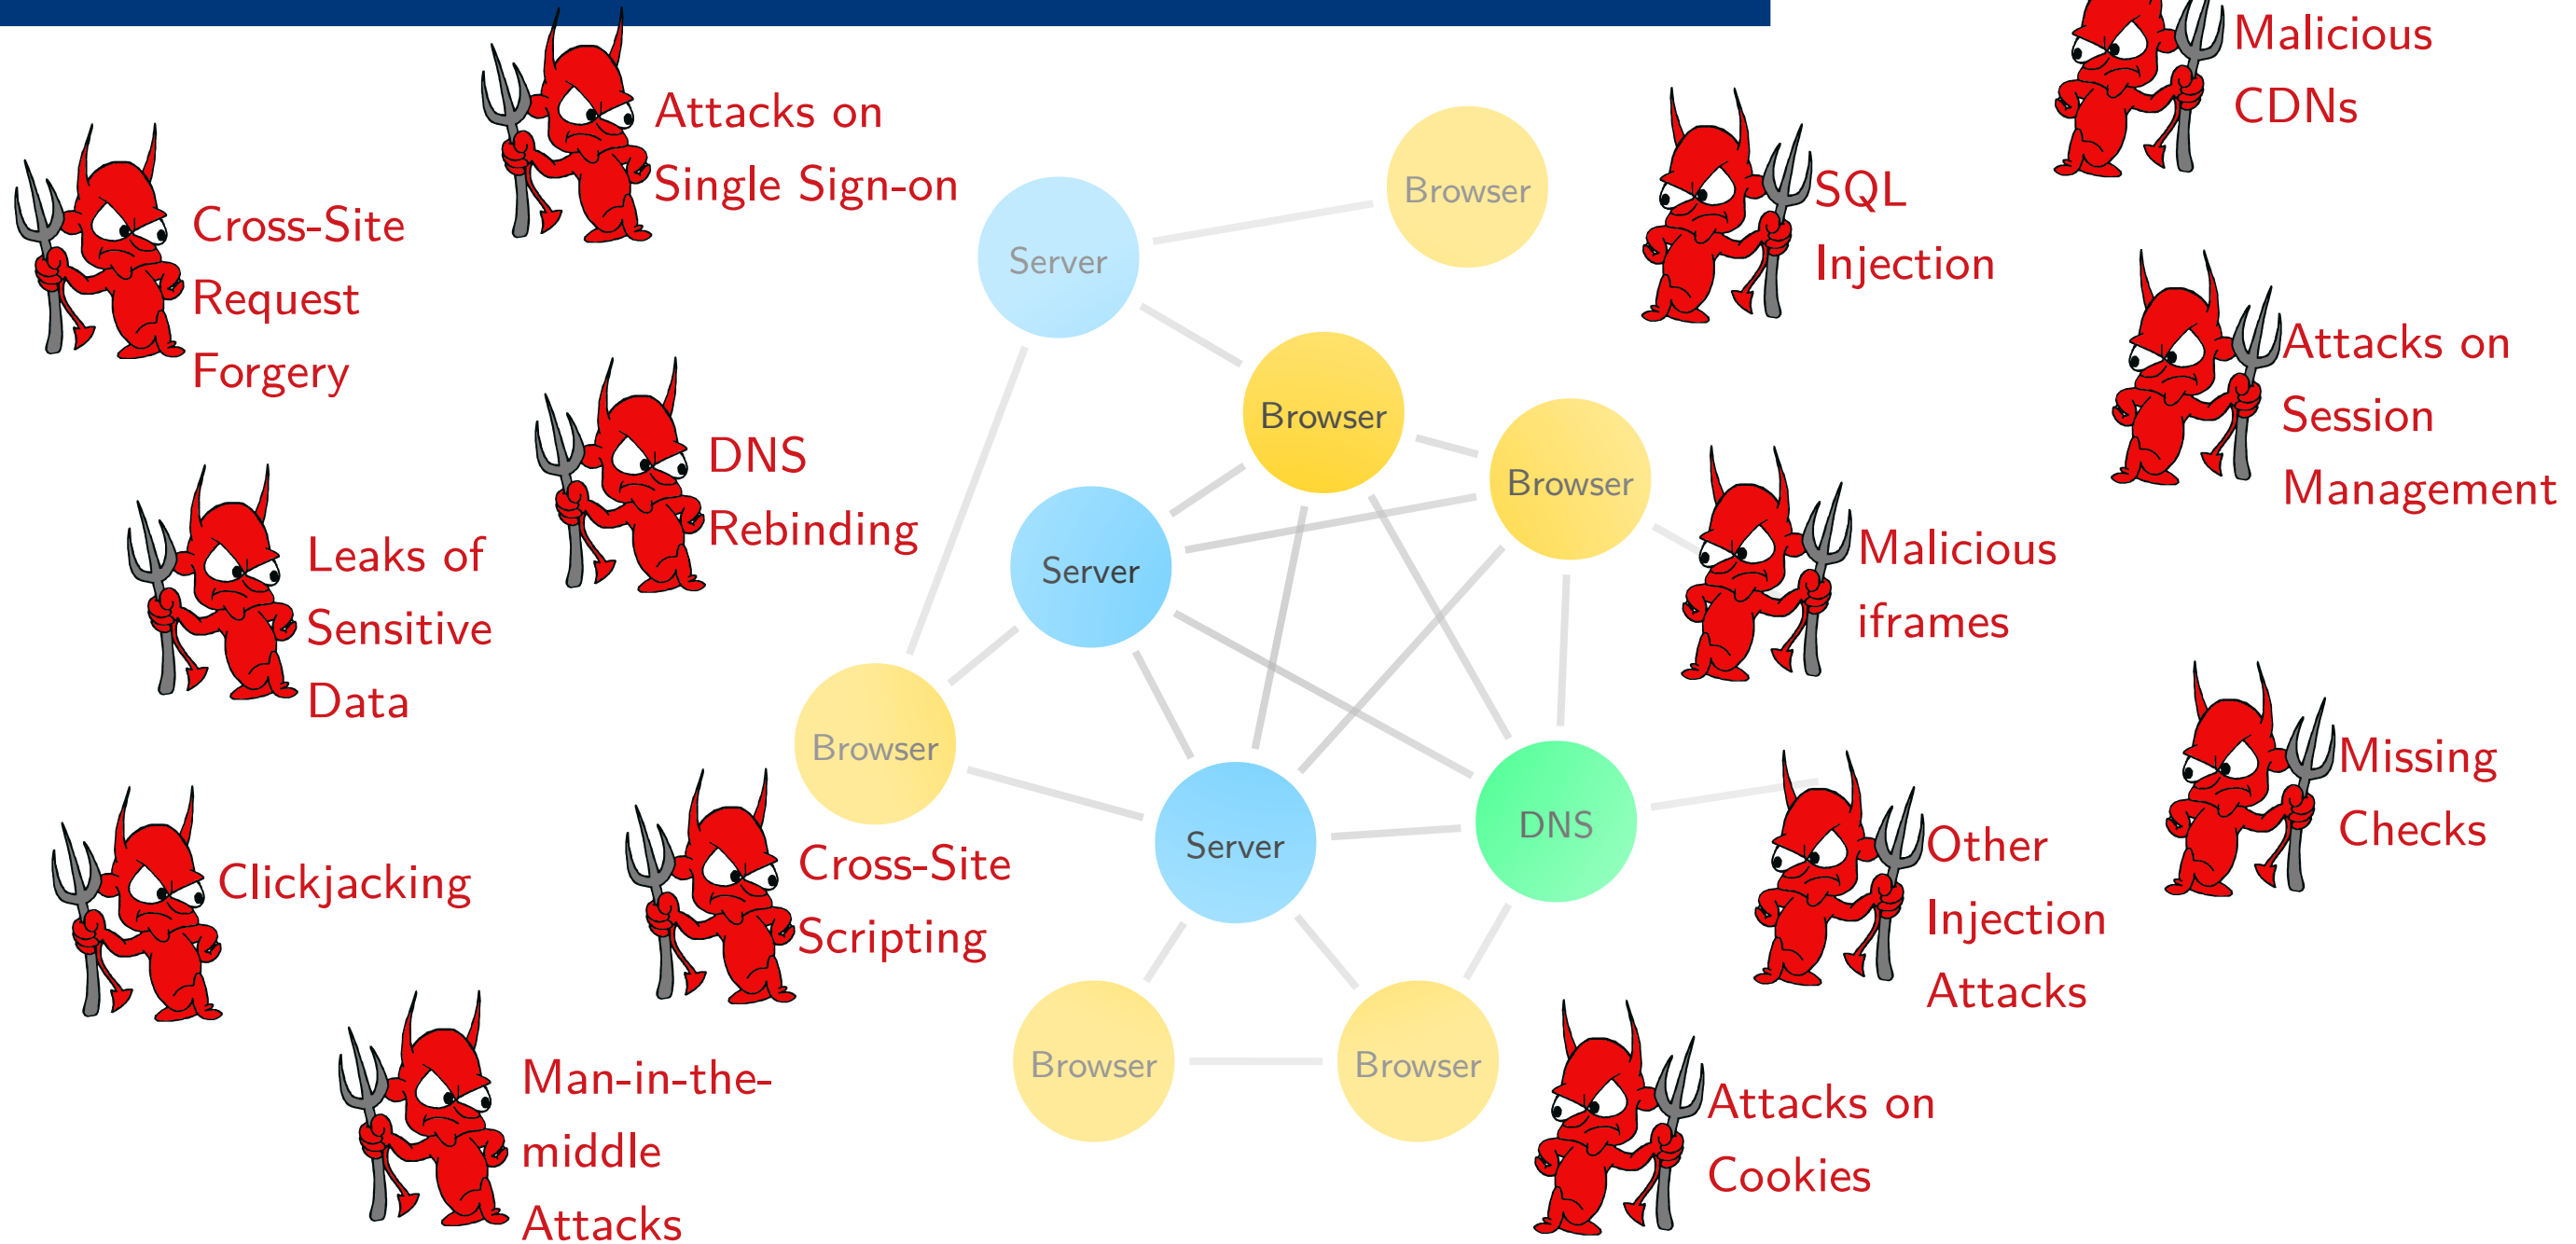 Malicious
CDNs
Attacks on
Single Sign-on
Browser
SQL
Injection
Cross-Site
Request
Forgery
Server
Attacks on
Session
Management
Browser
Browser
DNS
Rebinding
Leaks of
Sensitive
Data
Server
Malicious
iframes
Browser
Missing
Checks
Clickjacking
Cross-Site
Scripting
Server
DNS
Other
Injection
Attacks
Man-in-the-
middle
Attacks
Browser
Browser
Attacks on
Cookies